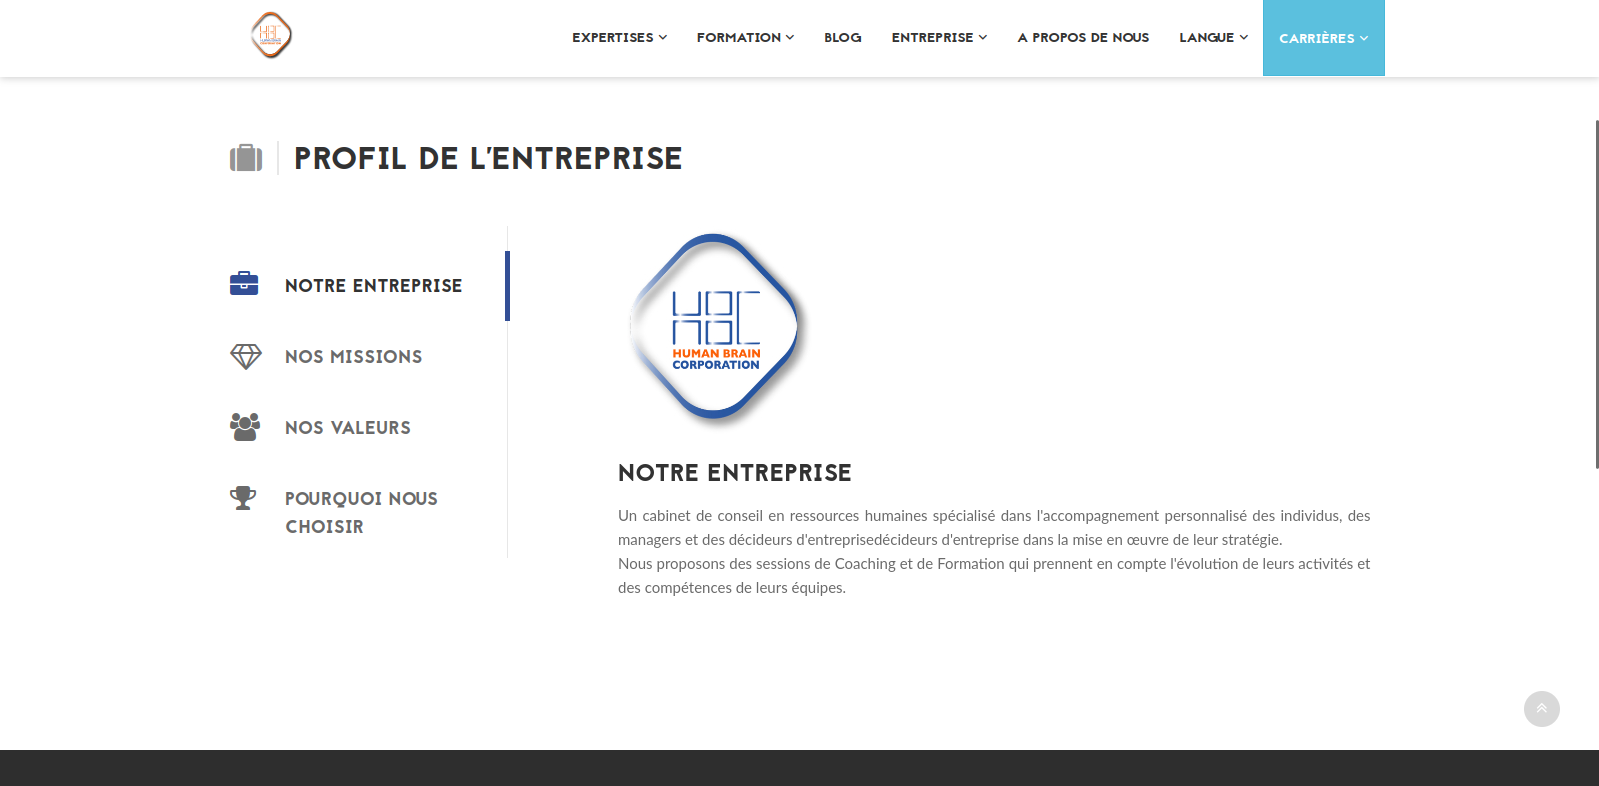 EXPERTISES FORMATION BLOG ENTREPRISE A PROPOS DE NOUS LANGUE CARRIÈRES
PROFIL DE L'ENTREPRISE
NOTRE ENTREPRISE
NOS MISSIONS
NOS VALEURS
POURQUOI NOUS
CHOISIR
HUMAN BRAIN
CORPORATION
NOTRE ENTREPRISE
Un cabinet de conseil en ressources humaines spécialisé dans l'accompagnement personnalisé des individus, des
managers et des décideurs d'entreprisedécideurs d'entreprise dans la mise en œuvre de leur stratégie.
Nous proposons des sessions de Coaching et de Formation qui prennent en compte l'évolution de leurs activités et
des compétences de leurs équipes.